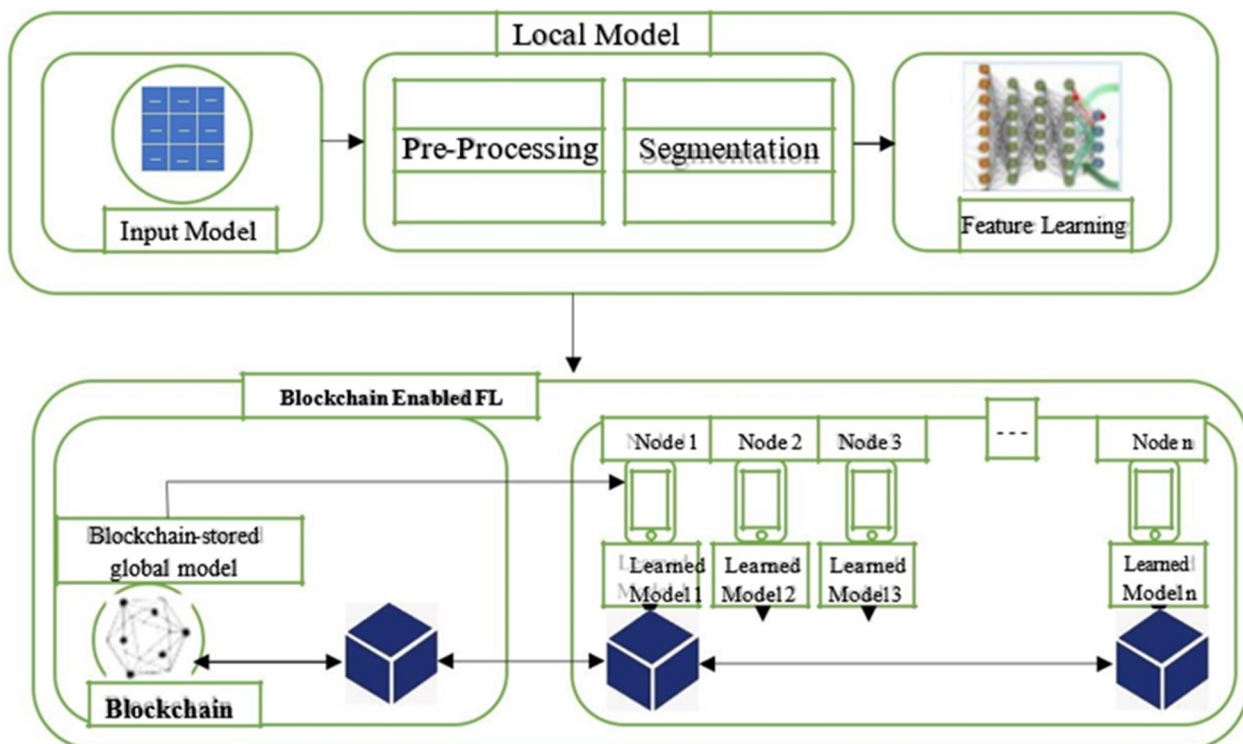 Local Model
Input Model
Pre-Processing
Segmentation
Feature Learning
Blockchain Enabled FL
Node 1
Node 2
Node 3
---
Node n
Blockchain-stored
global model
Learned
Model 1
Learned
Model 2
Learned
Model 3
Learned
Model n
Blockchain